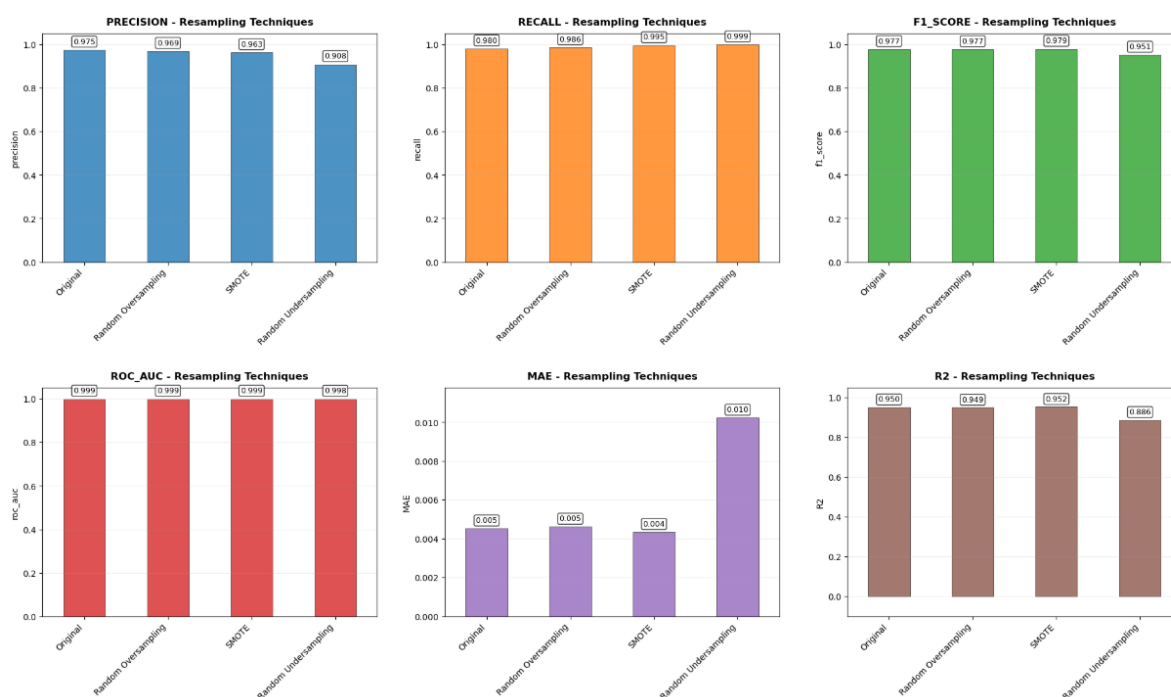 PRECISION - Resampling Techniques
precision
1.0
0.8
0.6
0.4
0.2
0.0
0.975
0.969
0.963
0.908
Original
Random Oversampling
SMOTE
Random Undersampling
RECALL - Resampling Techniques
recall
1.0
0.8
0.6
0.4
0.2
0.0
0.980
0.986
0.995
0.999
Original
Random Oversampling
SMOTE
Random Undersampling
F1_SCORE - Resampling Techniques
f1_score
1.0
0.8
0.6
0.4
0.2
0.0
0.977
0.977
0.979
0.951
Original
Random Oversampling
SMOTE
Random Undersampling
ROC_AUC - Resampling Techniques
roc_auc
1.0
0.8
0.6
0.4
0.2
0.0
0.999
0.999
0.999
0.998
Original
Random Oversampling
SMOTE
Random Undersampling
MAE - Resampling Techniques
MAE
0.010
0.008
0.006
0.004
0.002
0.000
0.005
0.005
0.004
0.010
Original
Random Oversampling
SMOTE
Random Undersampling
R2 - Resampling Techniques
R2
1.0
0.8
0.6
0.4
0.2
0.0
0.950
0.949
0.952
0.886
Original
Random Oversampling
SMOTE
Random Undersampling